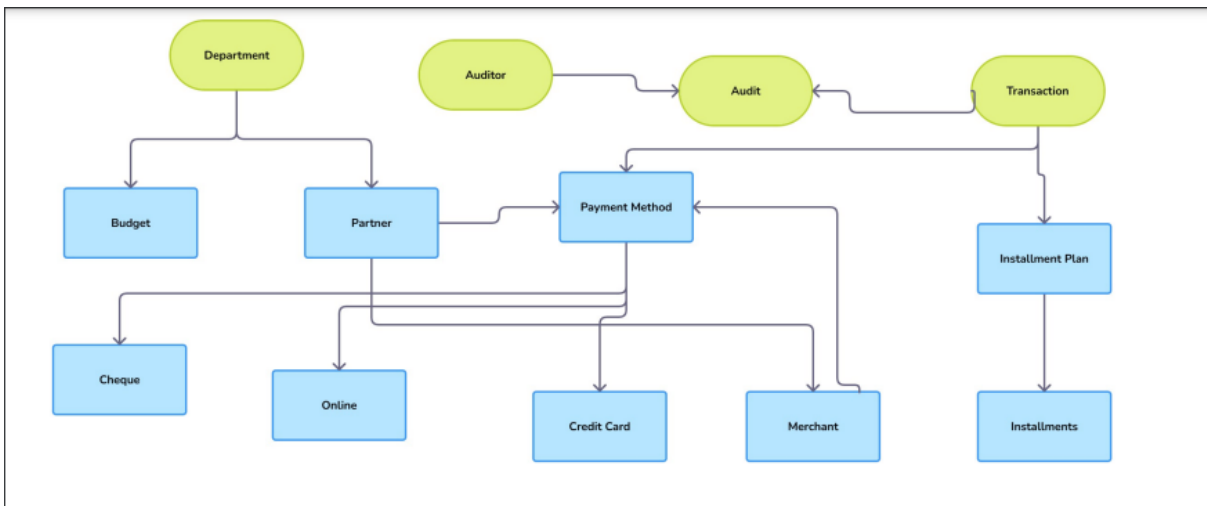 Department
Auditor
Audit
Transaction
Budget
Partner
Payment Method
Installment Plan
Cheque
Online
Credit Card
Merchant
Installments